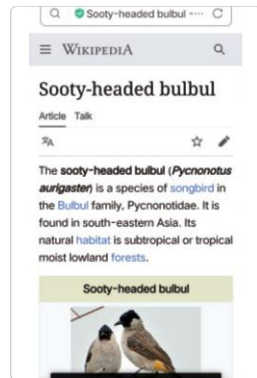 Sooty-headed bulbul
WIKIPEDIA
Sooty-headed bulbul
Article Talk
The sooty-headed bulbul (Pycnonotus
aurigaster) is a species of songbird in
the Bulbul family, Pycnonotidae. It is
found in south-eastern Asia. Its
natural habitat is subtropical or tropical
moist lowland forests.
Sooty-headed bulbul